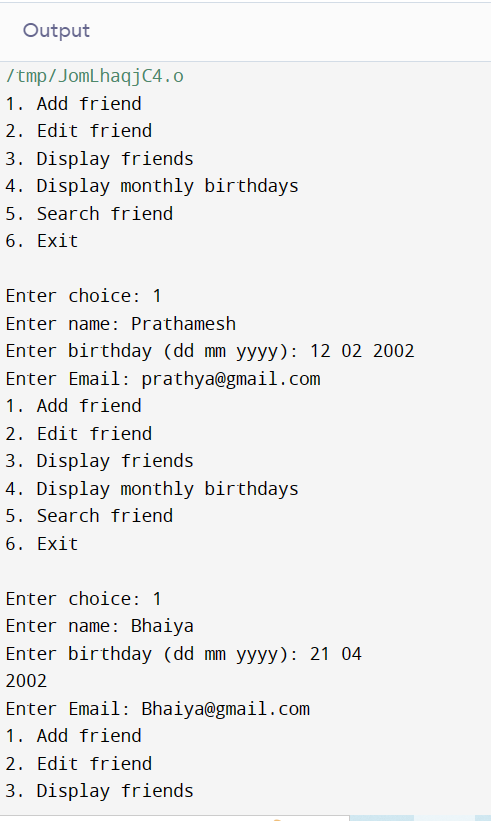 Output
/tmp/JomLhaqjC4.o
1. Add friend
2. Edit friend
3. Display friends
4. Display monthly birthdays
5. Search friend
6. Exit
Enter choice: 1
Enter name: Prathamesh
Enter birthday (dd mm yyyy): 12 02 2002
Enter Email: prathya@gmail.com
1. Add friend
2. Edit friend
3. Display friends
4. Display monthly birthdays
5. Search friend
6. Exit
Enter choice: 1
Enter name: Bhaiya
Enter birthday (dd mm yyyy): 21 04
2002
Enter Email: Bhaiya@gmail.com
1. Add friend
2. Edit friend
3. Display friends